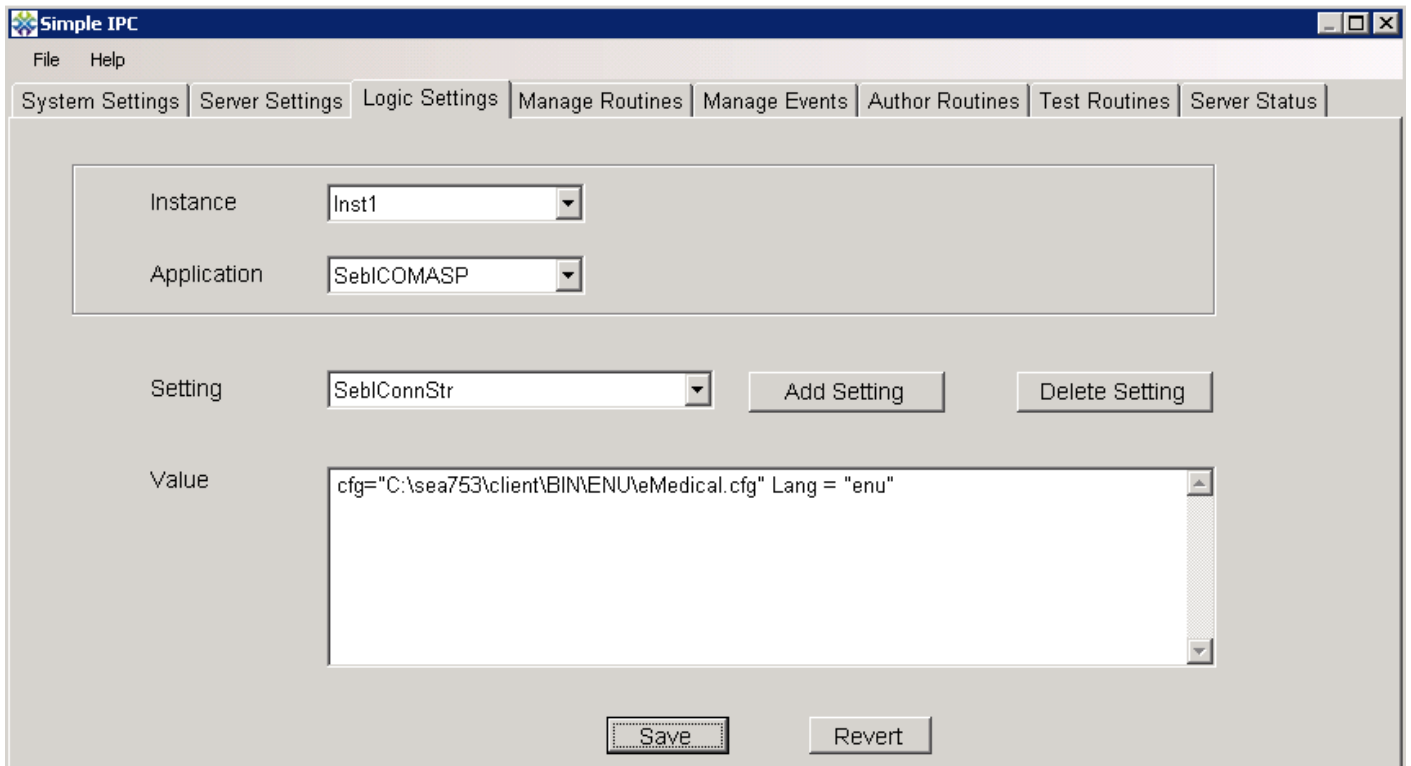 Simple IPC
File Help
System Settings Server Settings Logic Settings Manage Routines Manage Events Author Routines Test Routines Server Status
Instance Inst1
Application SeblCOMASP
Setting SeblConnStr Add Setting Delete Setting
Value cfg="C:\sea753\client\BIN\ENU\eMedical.cfg" Lang = "enu"
Save Revert